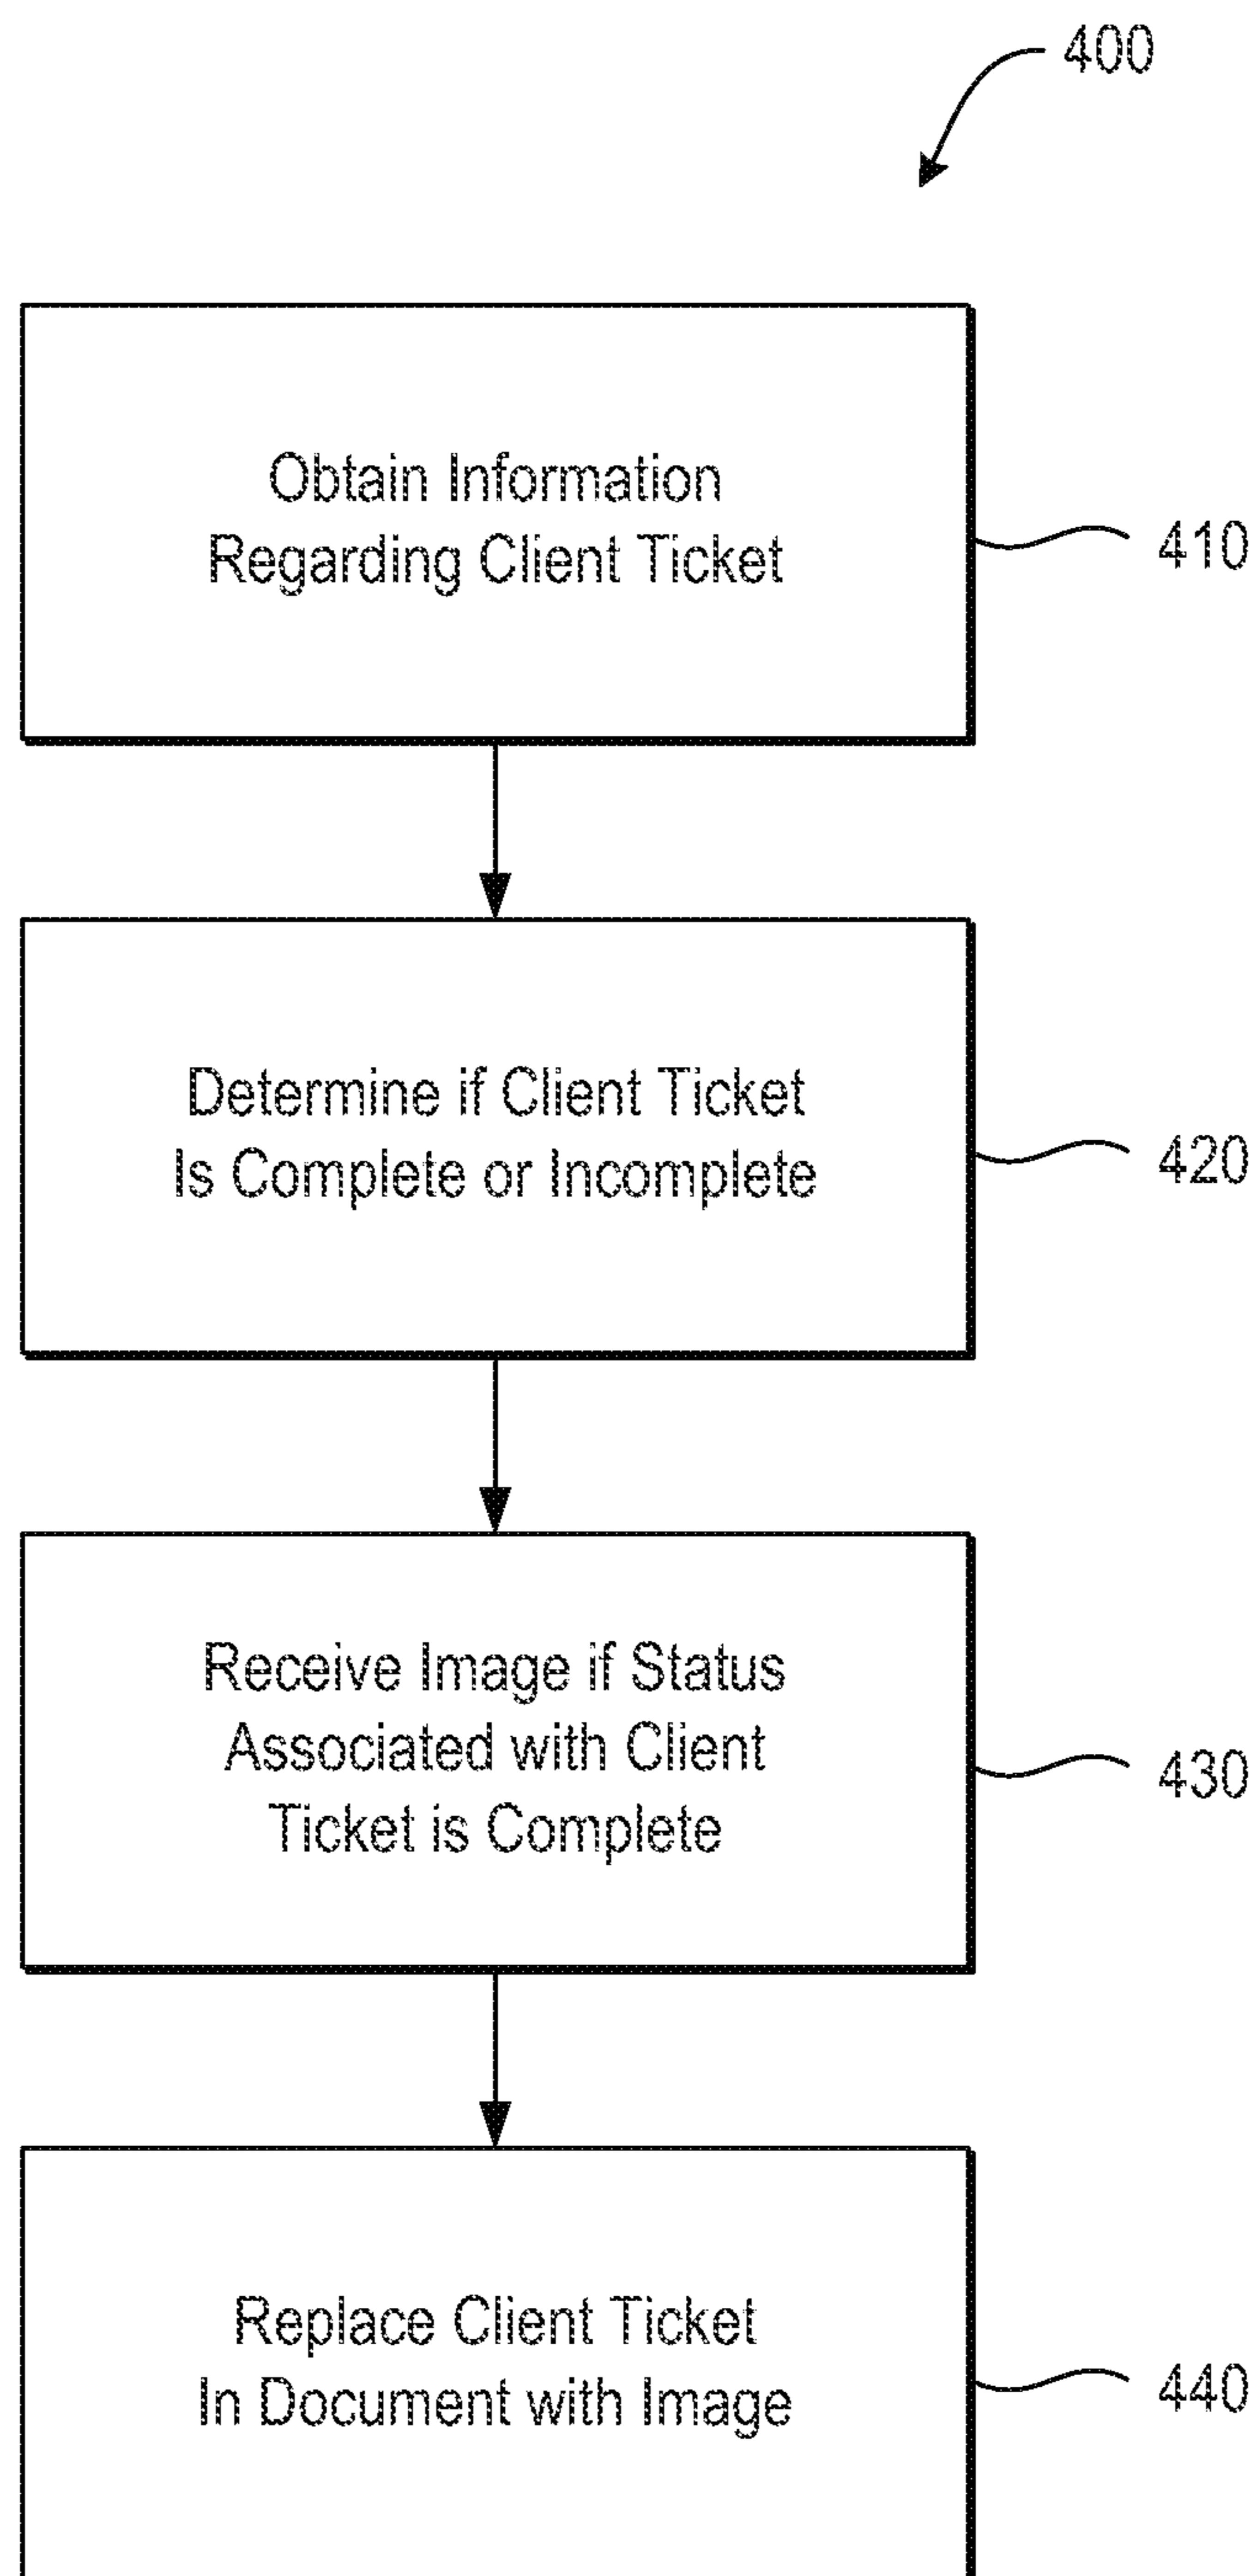 400
Obtain Information
Regarding Client Ticket
410
Determine if Client Ticket
Is Complete or Incomplete
420
Receive Image if Status
Associated with Client
Ticket is Complete
430
Replace Client Ticket
In Document with Image
440